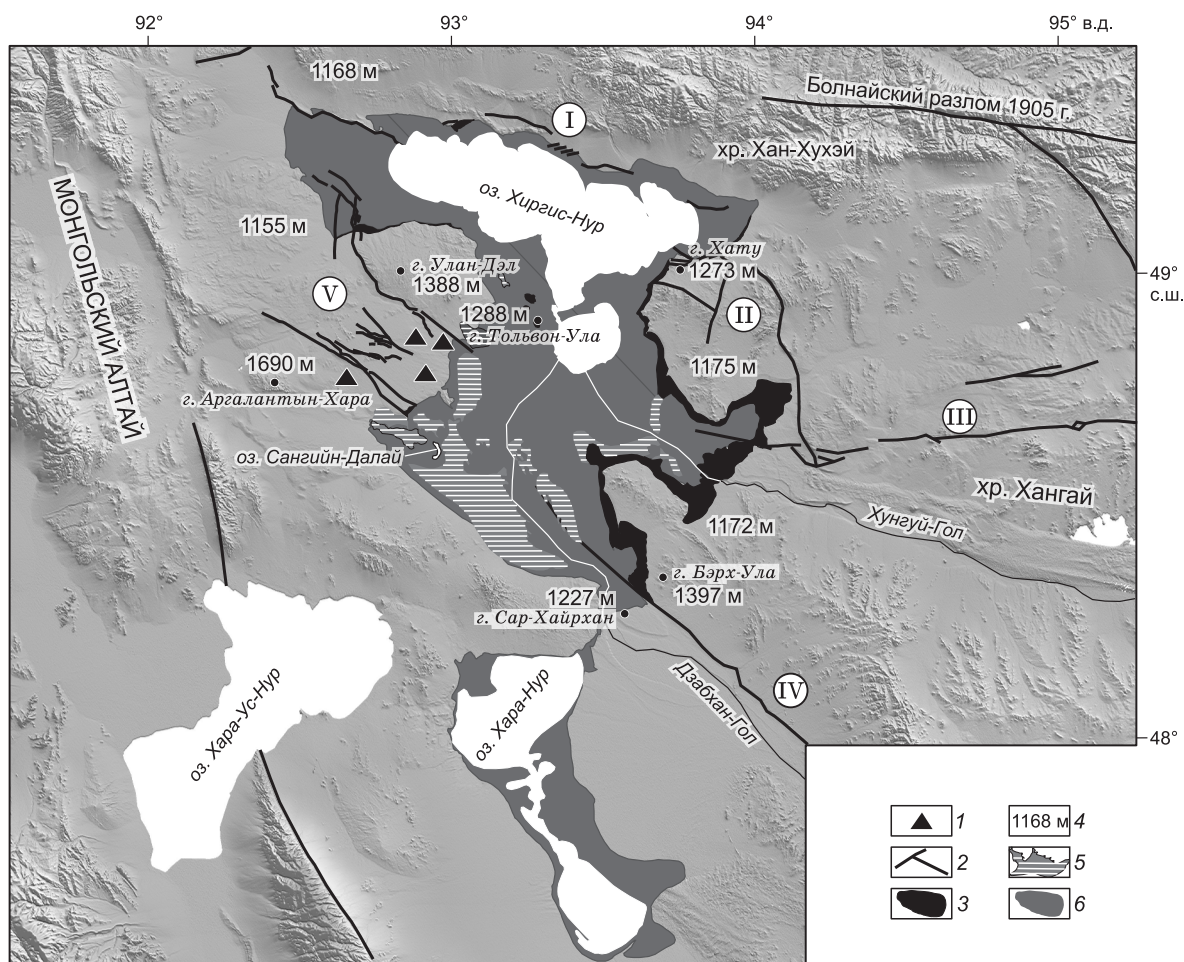 92°
93°
94°
95° в.д.
1168 м
Болнайский разлом 1905 г.
I
хр. Хан-Хухэй
МОНГОЛЬСКИЙ АЛТАЙ
оз. Хиргис-Нур
1155 м
г. Хату
1273 м
49°
с.ш.
г. Улан-Дэл
1388 м
V
II
1288 м
г. Тольвон-Ула
1690 м
1175 м
г. Аргалантын-Хара
III
оз. Сангийн-Далай
хр. Хангай
1172 м
Хунгуй-Гол
г. Бэрх-Ула
1397 м
1227 м
г. Сар-Хайрхан
IV
Дзабхан-Гол
оз. Хара-Ус-Нур
оз. Хара-Нур
48°
1
1168 м 4
2
5
3
6